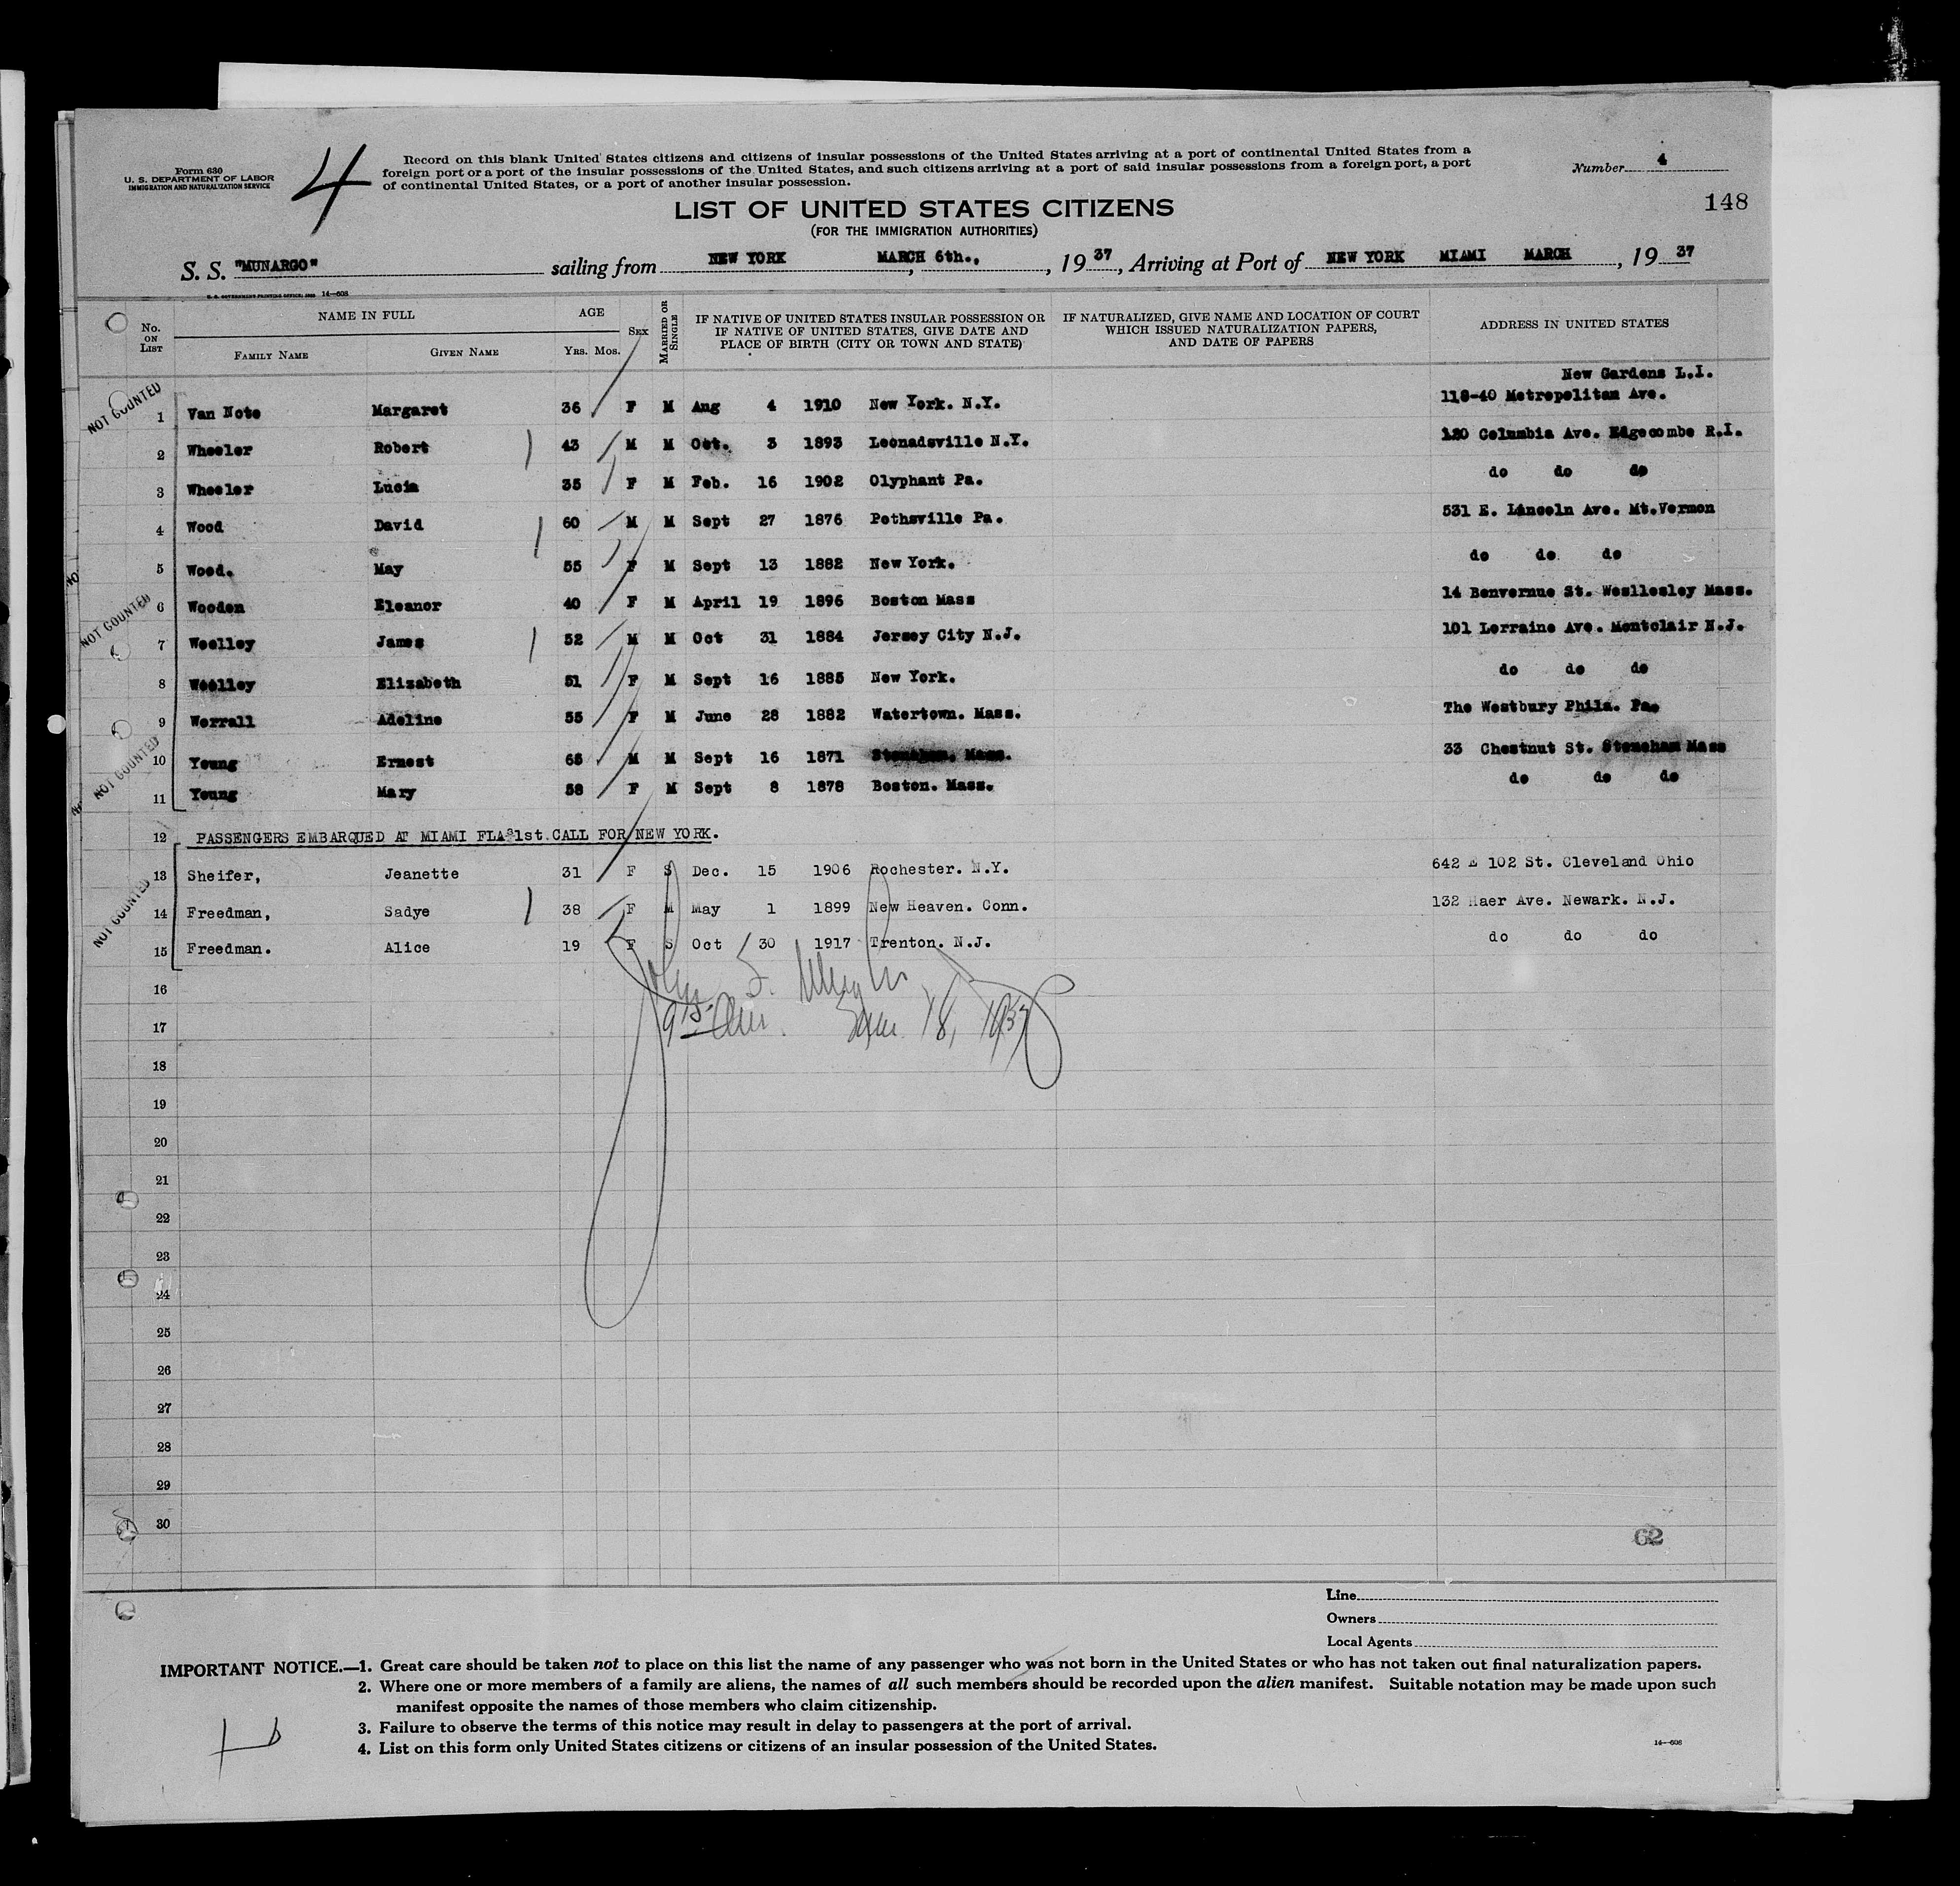 Form 630
U. S. DEPARTMENT OF LABOR
IMMIGRATION AND NATURALIZATION SERVICE
4
Record on this blank United States citizens and citizens of insular possessions of the United States arriving at a port of continental United States from a
foreign port or a port of the insular possessions of the United States, and such citizens arriving at a port of said insular possessions from a foreign port, a port
of continental United States, or a port of another insular possession.
Number 4
148
LIST OF UNITED STATES CITIZENS
(FOR THE IMMIGRATION AUTHORITIES)
S. S. "MUNARGO" sailing from NEW YORK , MARCH 6th., , 1937 , Arriving at Port of NEW YORK MIAMI MARCH , 1937
14—608
No. ON LIST NAME IN FULL FAMILY NAME GIVEN NAME AGE YRS. MOS. SEX MARRIED OR SINGLE IF NATIVE OF UNITED STATES INSULAR POSSESSION OR IF NATIVE OF UNITED STATES, GIVE DATE AND PLACE OF BIRTH (CITY OR TOWN AND STATE) IF NATURALIZED, GIVE NAME AND LOCATION OF COURT WHICH ISSUED NATURALIZATION PAPERS, AND DATE OF PAPERS ADDRESS IN UNITED STATES
New Gardens L.I.
NOT COUNTED
1 Van Note Margaret 36 F M Aug 4 1910 New York. N.Y. 118-40 Metropolitan Ave.
2 Wheeler Robert 43 M M Oct. 3 1893 Leonadsville N.Y. 120 Columbia Ave. Edgecombe R.I.
3 Wheeler Lucia 35 F M Feb. 16 1902 Olyphant Pa. do do do
4 Wood David 60 M M Sept 27 1876 Pethsville Pa. 531 E. Lincoln Ave. Mt.Vernon
5 Wood. May 55 F M Sept 13 1882 New York. do do do
NOT COUNTED
6 Wooden Eleanor 40 F M April 19 1896 Boston Mass 14 Benvernue St. Wesllesley Mass.
7 Woolley James 52 M M Oct 31 1884 Jersey City N.J. 101 Lorraine Ave. Montclair N.J.
8 Woolley Elizabeth 51 F M Sept 16 1885 New York. do do do
9 Worrall Adeline 55 F M June 28 1882 Watertown. Mass. The Westbury Phila. Pa.
NOT COUNTED
10 Young Ernest 65 M M Sept 16 1871 Stoneham. Mass. 33 Chestnut St. Stoneham Mass
11 Young Mary 58 F M Sept 8 1878 Boston. Mass. do do do
12 PASSENGERS EMBARQUED AT MIAMI FLA 1st CALL FOR NEW YORK.
13 Sheifer, Jeanette 31 F S Dec. 15 1906 Rochester. N.Y. 642 E 102 St. Cleveland Ohio
NOT COUNTED
14 Freedman, Sadye 38 F M May 1 1899 New Heaven. Conn. 132 Haer Ave. Newark. N.J.
15 Freedman. Alice 19 F S Oct 30 1917 Trenton. N.J. do do do
16
17 18, 1937
18
19
20
21
22
23
24
25
26
27
28
29
30
62
Line
Owners
Local Agents
IMPORTANT NOTICE.—1. Great care should be taken not to place on this list the name of any passenger who was not born in the United States or who has not taken out final naturalization papers.
2. Where one or more members of a family are aliens, the names of all such members should be recorded upon the alien manifest. Suitable notation may be made upon such
manifest opposite the names of those members who claim citizenship.
3. Failure to observe the terms of this notice may result in delay to passengers at the port of arrival.
4. List on this form only United States citizens or citizens of an insular possession of the United States.
14—608